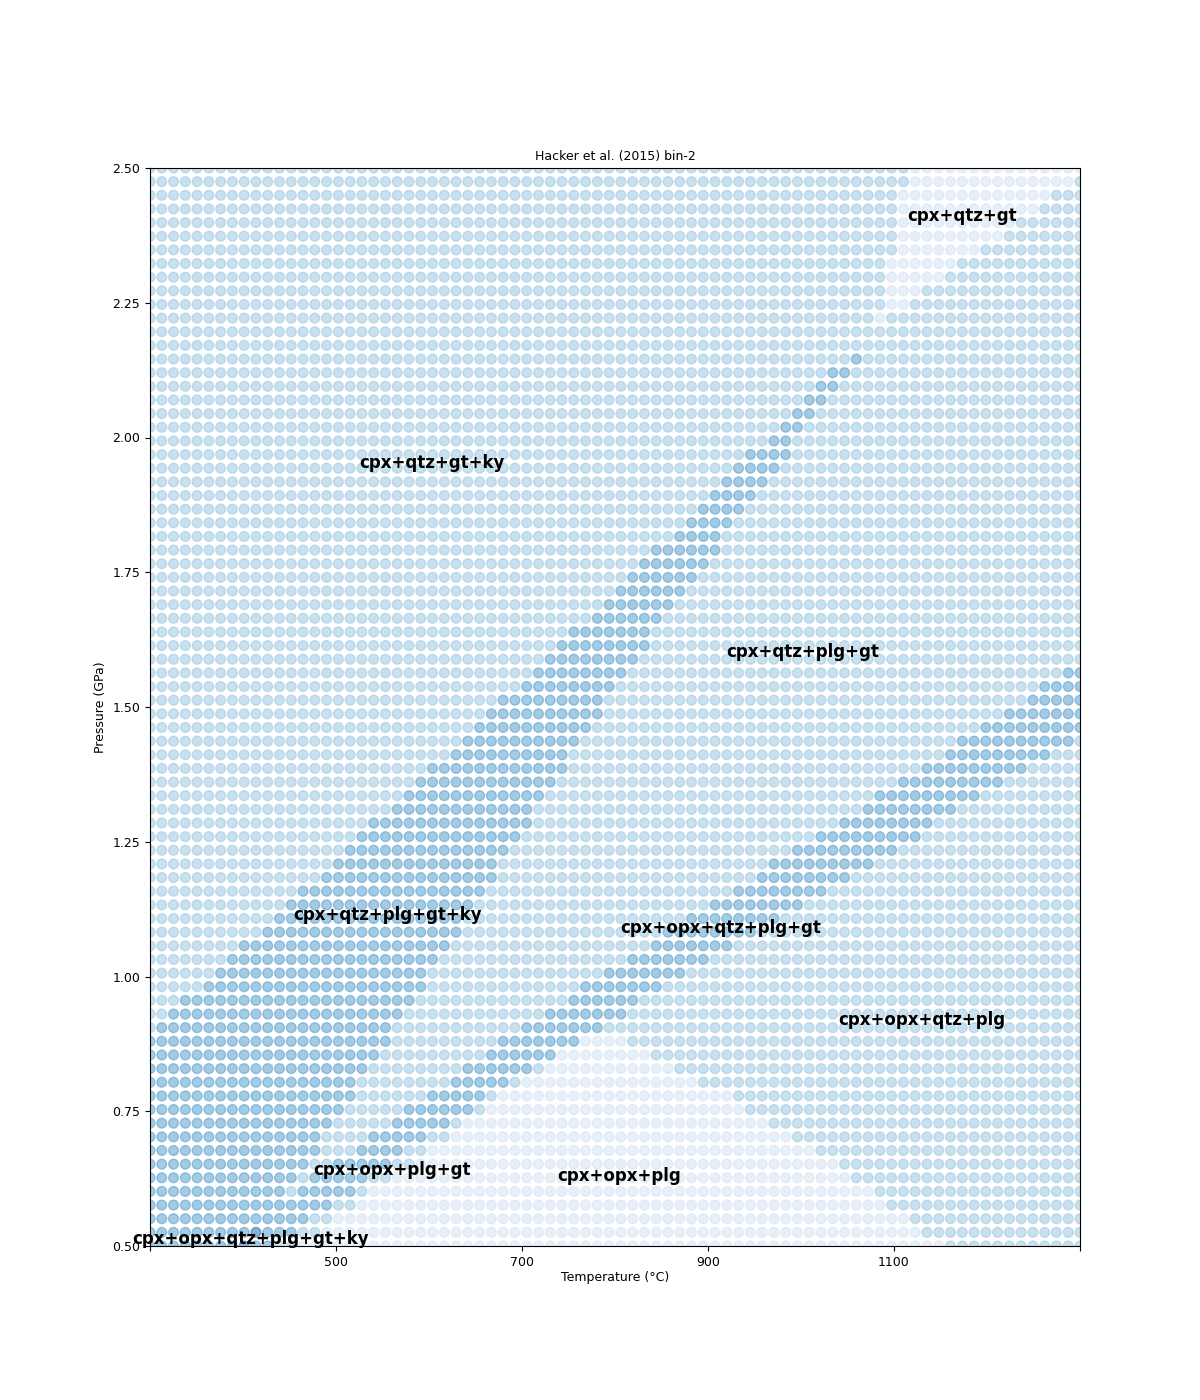 Hacker et al. (2015) bin-2
2.50
cpx+qtz+gt
2.25
2.00
cpx+qtz+gt+ky
1.75
cpx+qtz+plg+gt
Pressure (GPa)
1.50
1.25
cpx+qtz+plg+gt+ky
cpx+opx+qtz+plg+gt
1.00
cpx+opx+qtz+plg
0.75
cpx+opx+plg+gt
cpx+opx+plg
cpx+opx+qtz+plg+gt+ky
0.50
500 700 900 1100
Temperature (°C)